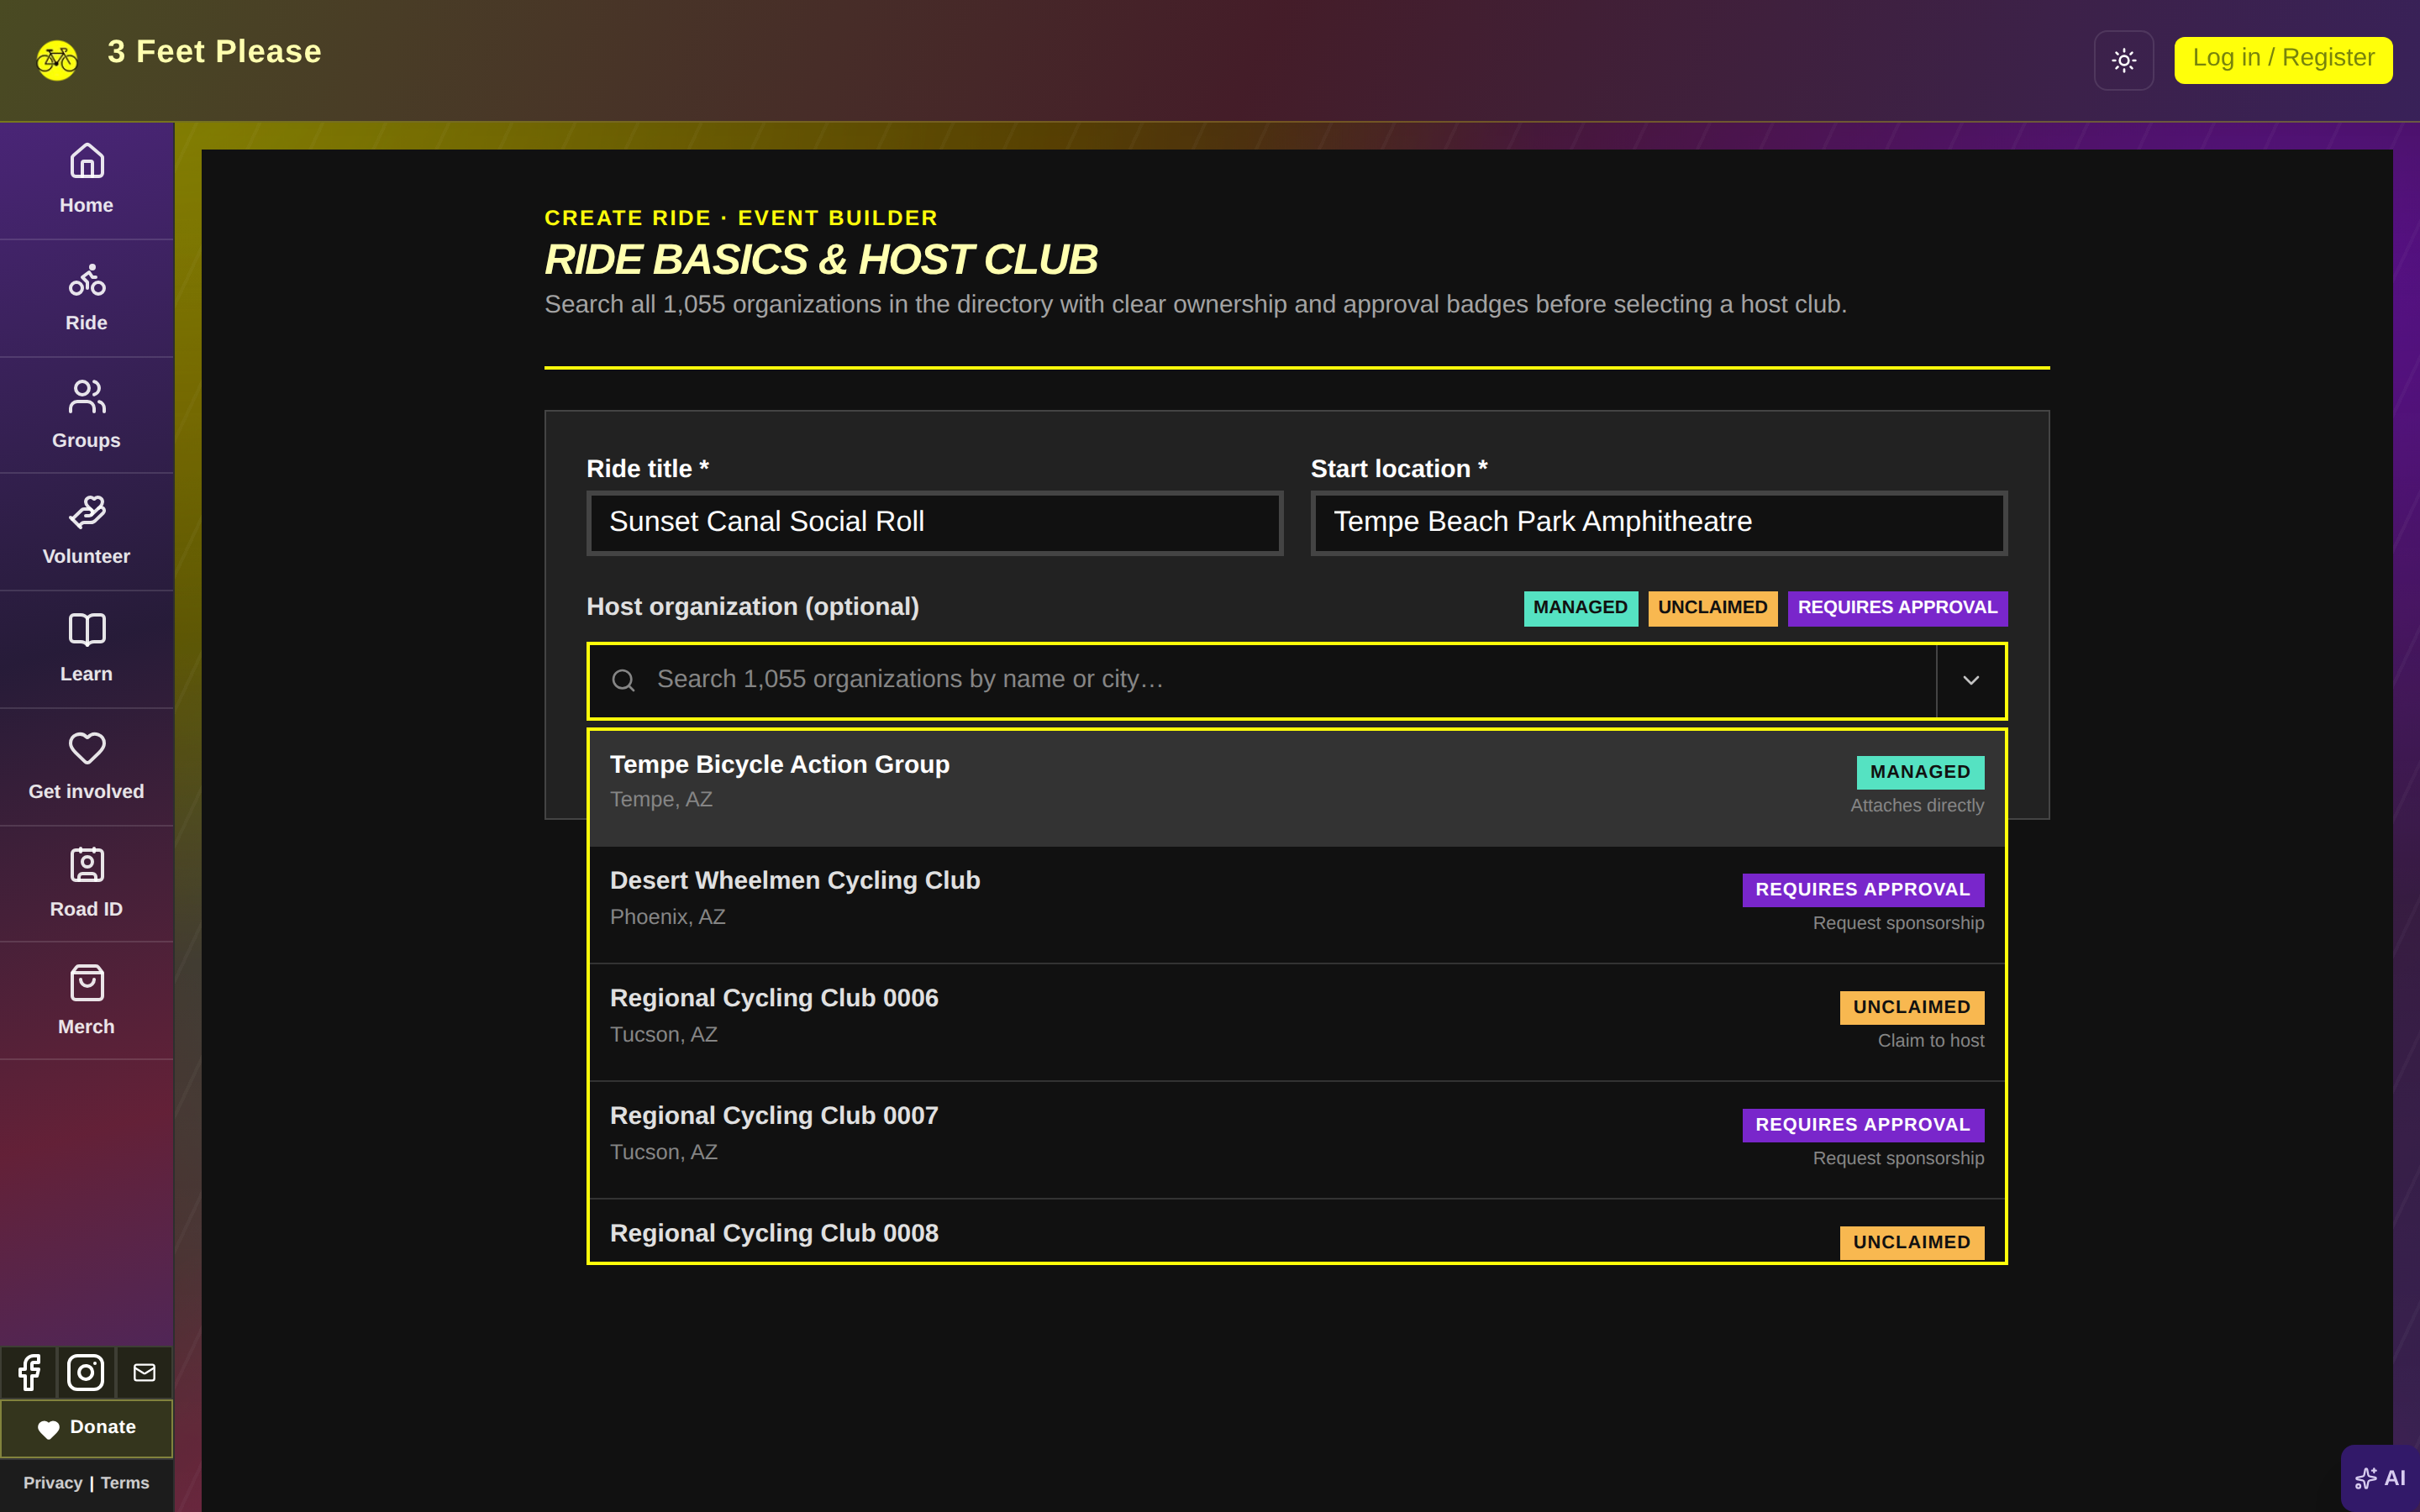 3 Feet Please
Log in / Register
Home
Ride
Groups
Volunteer
Learn
Get involved
Road ID
Merch
Donate
Privacy | Terms
CREATE RIDE · EVENT BUILDER
RIDE BASICS & HOST CLUB
Search all 1,055 organizations in the directory with clear ownership and approval badges before selecting a host club.
Ride title *
Start location *
Sunset Canal Social Roll
Tempe Beach Park Amphitheatre
Host organization (optional)
MANAGED
UNCLAIMED
REQUIRES APPROVAL
Search 1,055 organizations by name or city…
Tempe Bicycle Action Group
Tempe, AZ
MANAGED
Attaches directly
Desert Wheelmen Cycling Club
Phoenix, AZ
REQUIRES APPROVAL
Request sponsorship
Regional Cycling Club 0006
Tucson, AZ
UNCLAIMED
Claim to host
Regional Cycling Club 0007
Tucson, AZ
REQUIRES APPROVAL
Request sponsorship
Regional Cycling Club 0008
UNCLAIMED
AI